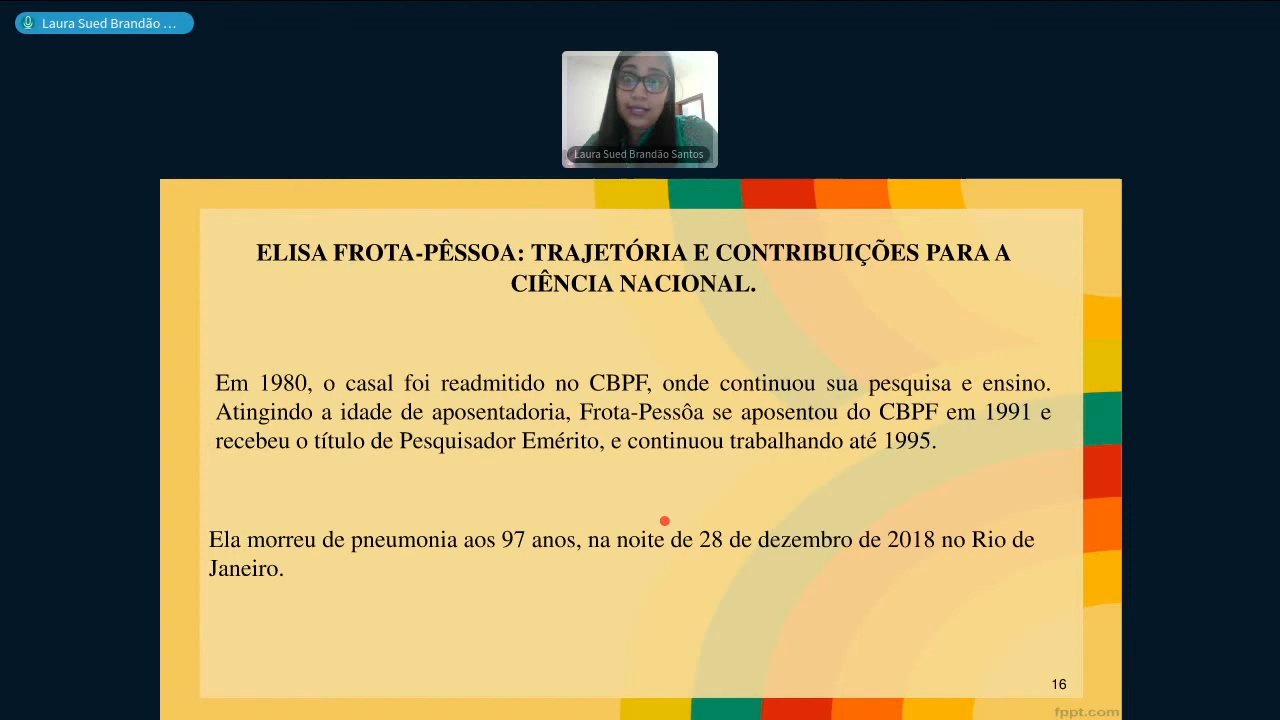 Laura Sued Brandão ...
Laura Sued Brandão Santos
ELISA FROTA-PÊSSOA: TRAJETÓRIA E CONTRIBUIÇÕES PARA A
CIÊNCIA NACIONAL.
Em 1980, o casal foi readmitido no CBPF, onde continuou sua pesquisa e ensino.
Atingindo a idade de aposentadoria, Frota-Pessôa se aposentou do CBPF em 1991 e
recebeu o título de Pesquisador Emérito, e continuou trabalhando até 1995.
Ela morreu de pneumonia aos 97 anos, na noite de 28 de dezembro de 2018 no Rio de
Janeiro.
16
fppt.com